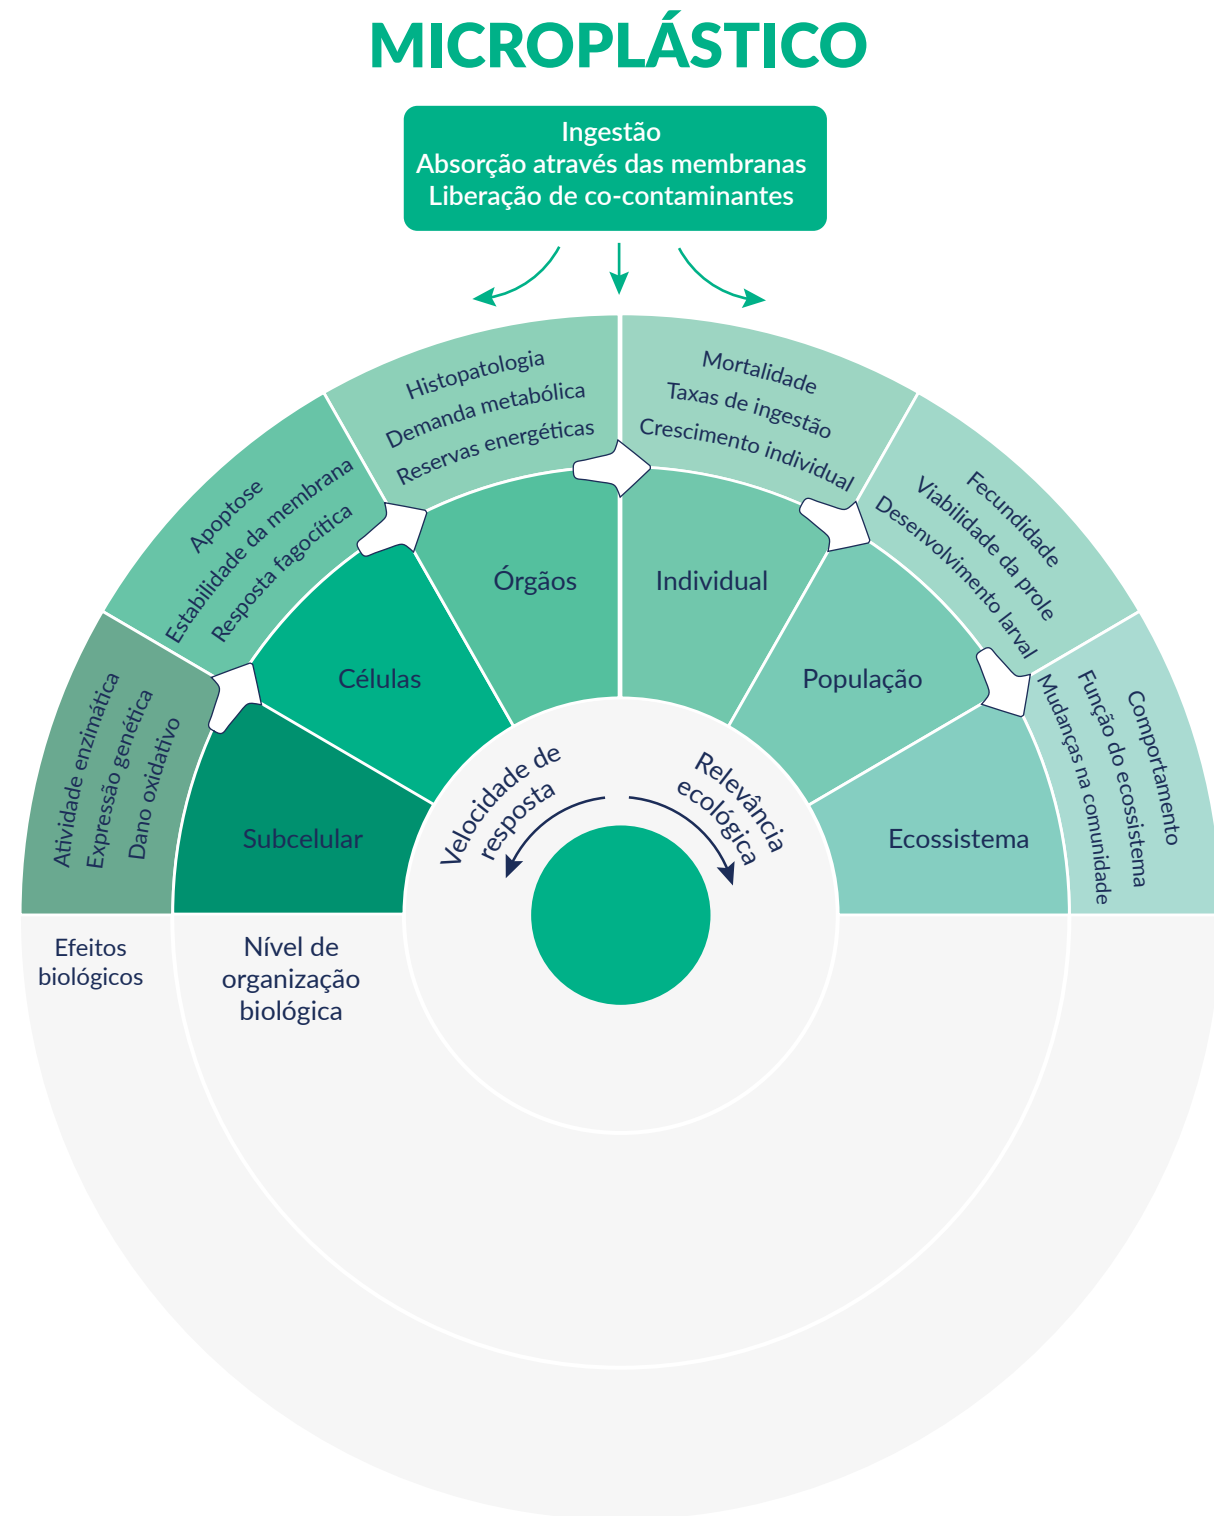 MICROPLÁSTICO
Ingestão
Absorção através das membranas
Liberação de co-contaminantes
Atividade enzimática
Expressão genética
Dano oxidativo
Apoptose
Estabilidade da membrana
Resposta fagocítica
Histopatologia
Demanda metabólica
Reservas energéticas
Mortalidade
Taxas de ingestão
Crescimento individual
Fecundidade
Viabilidade da prole
Desenvolvimento larval
Comportamento
Função do ecossistema
Mudanças na comunidade
Subcelular
Células
Órgãos
Individual
População
Ecossistema
Velocidade de
resposta
Relevância
ecológica
Efeitos
biológicos
Nível de
organização
biológica